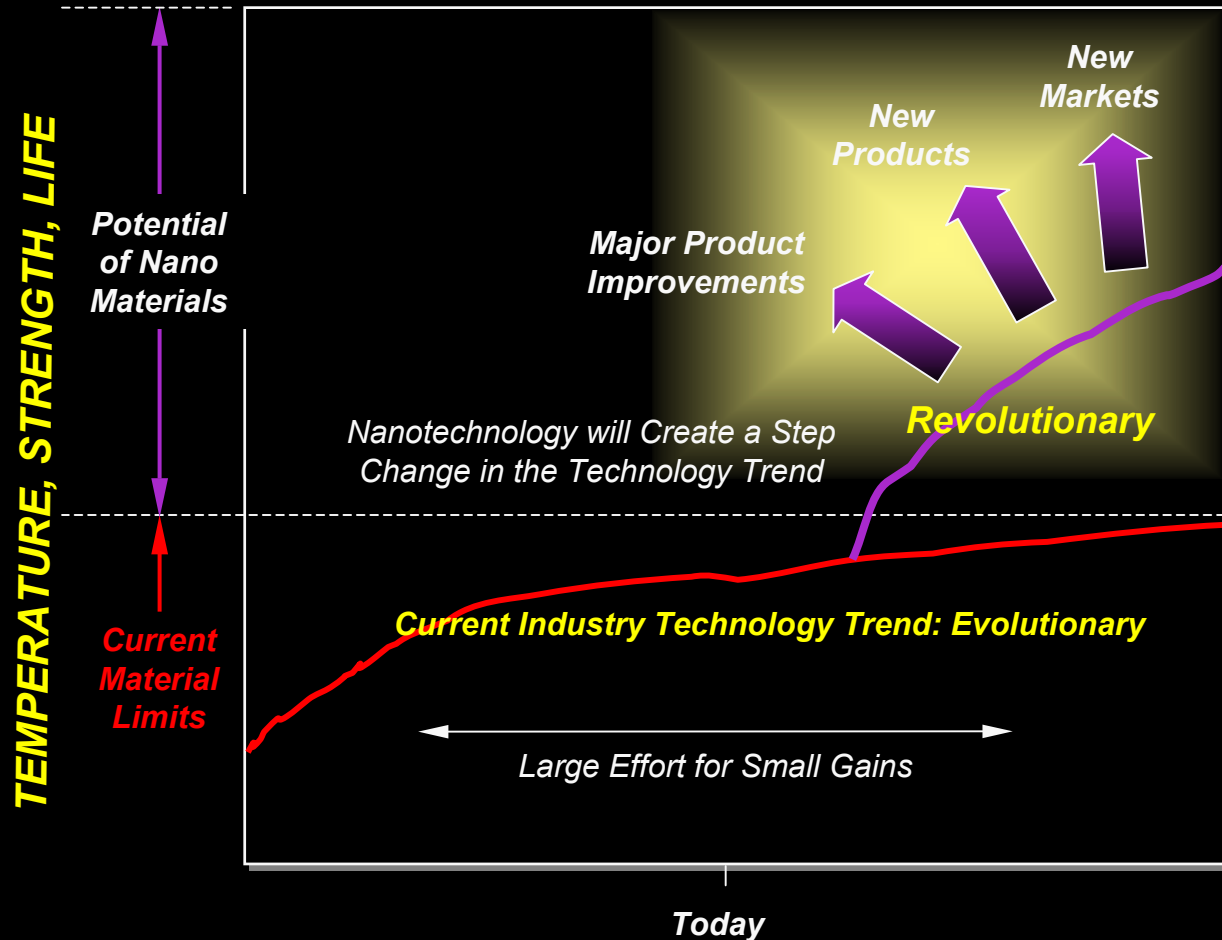 TEMPERATURE, STRENGTH, LIFE
Potential
of Nano
Materials
Current
Material
Limits
New
Markets
New
Products
Major Product
Improvements
Revolutionary
Nanotechnology will Create a Step
Change in the Technology Trend
Current Industry Technology Trend: Evolutionary
Large Effort for Small Gains
Today